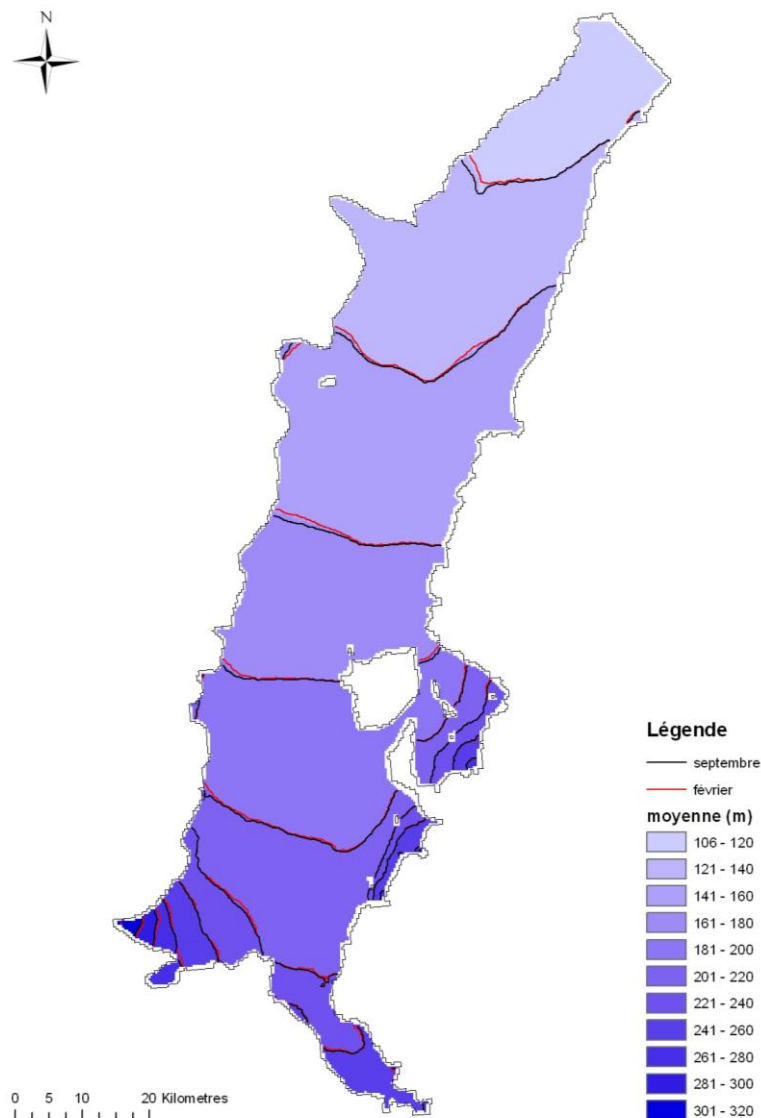 N
Légende
septembre
février
moyenne (m)
106 - 120
121 - 140
141 - 160
161 - 180
181 - 200
201 - 220
221 - 240
241 - 260
261 - 280
281 - 300
301 - 320
0 5 10 20 Kilometres